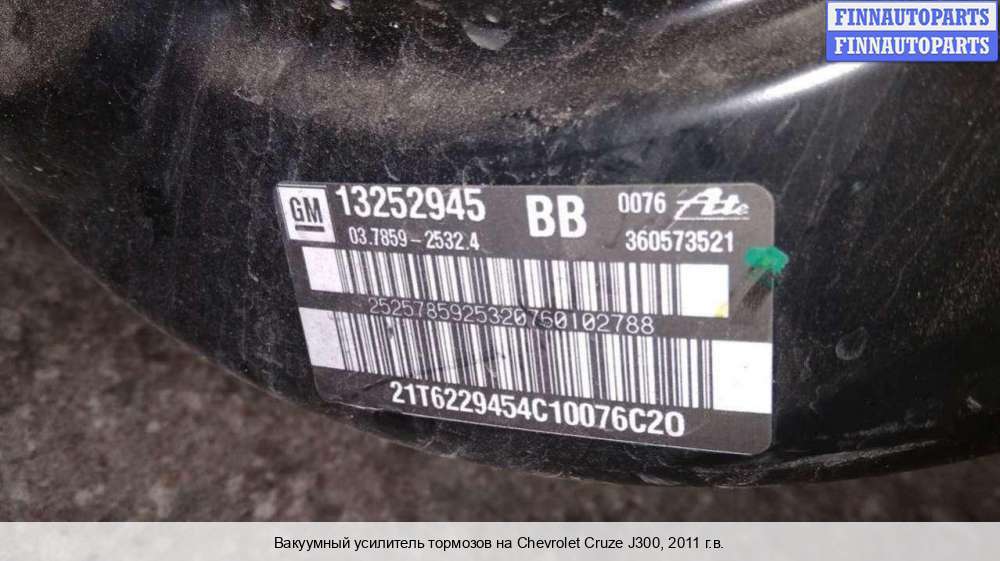 FINNAUTOPARTS
FINNAUTOPARTS
GM 13252945 BB 0076 Ate
03.7859-2532.4 360573521
2525785925320760102788
21T6229454C10076C20
Вакуумный усилитель тормозов на Chevrolet Cruze J300, 2011 г.в.